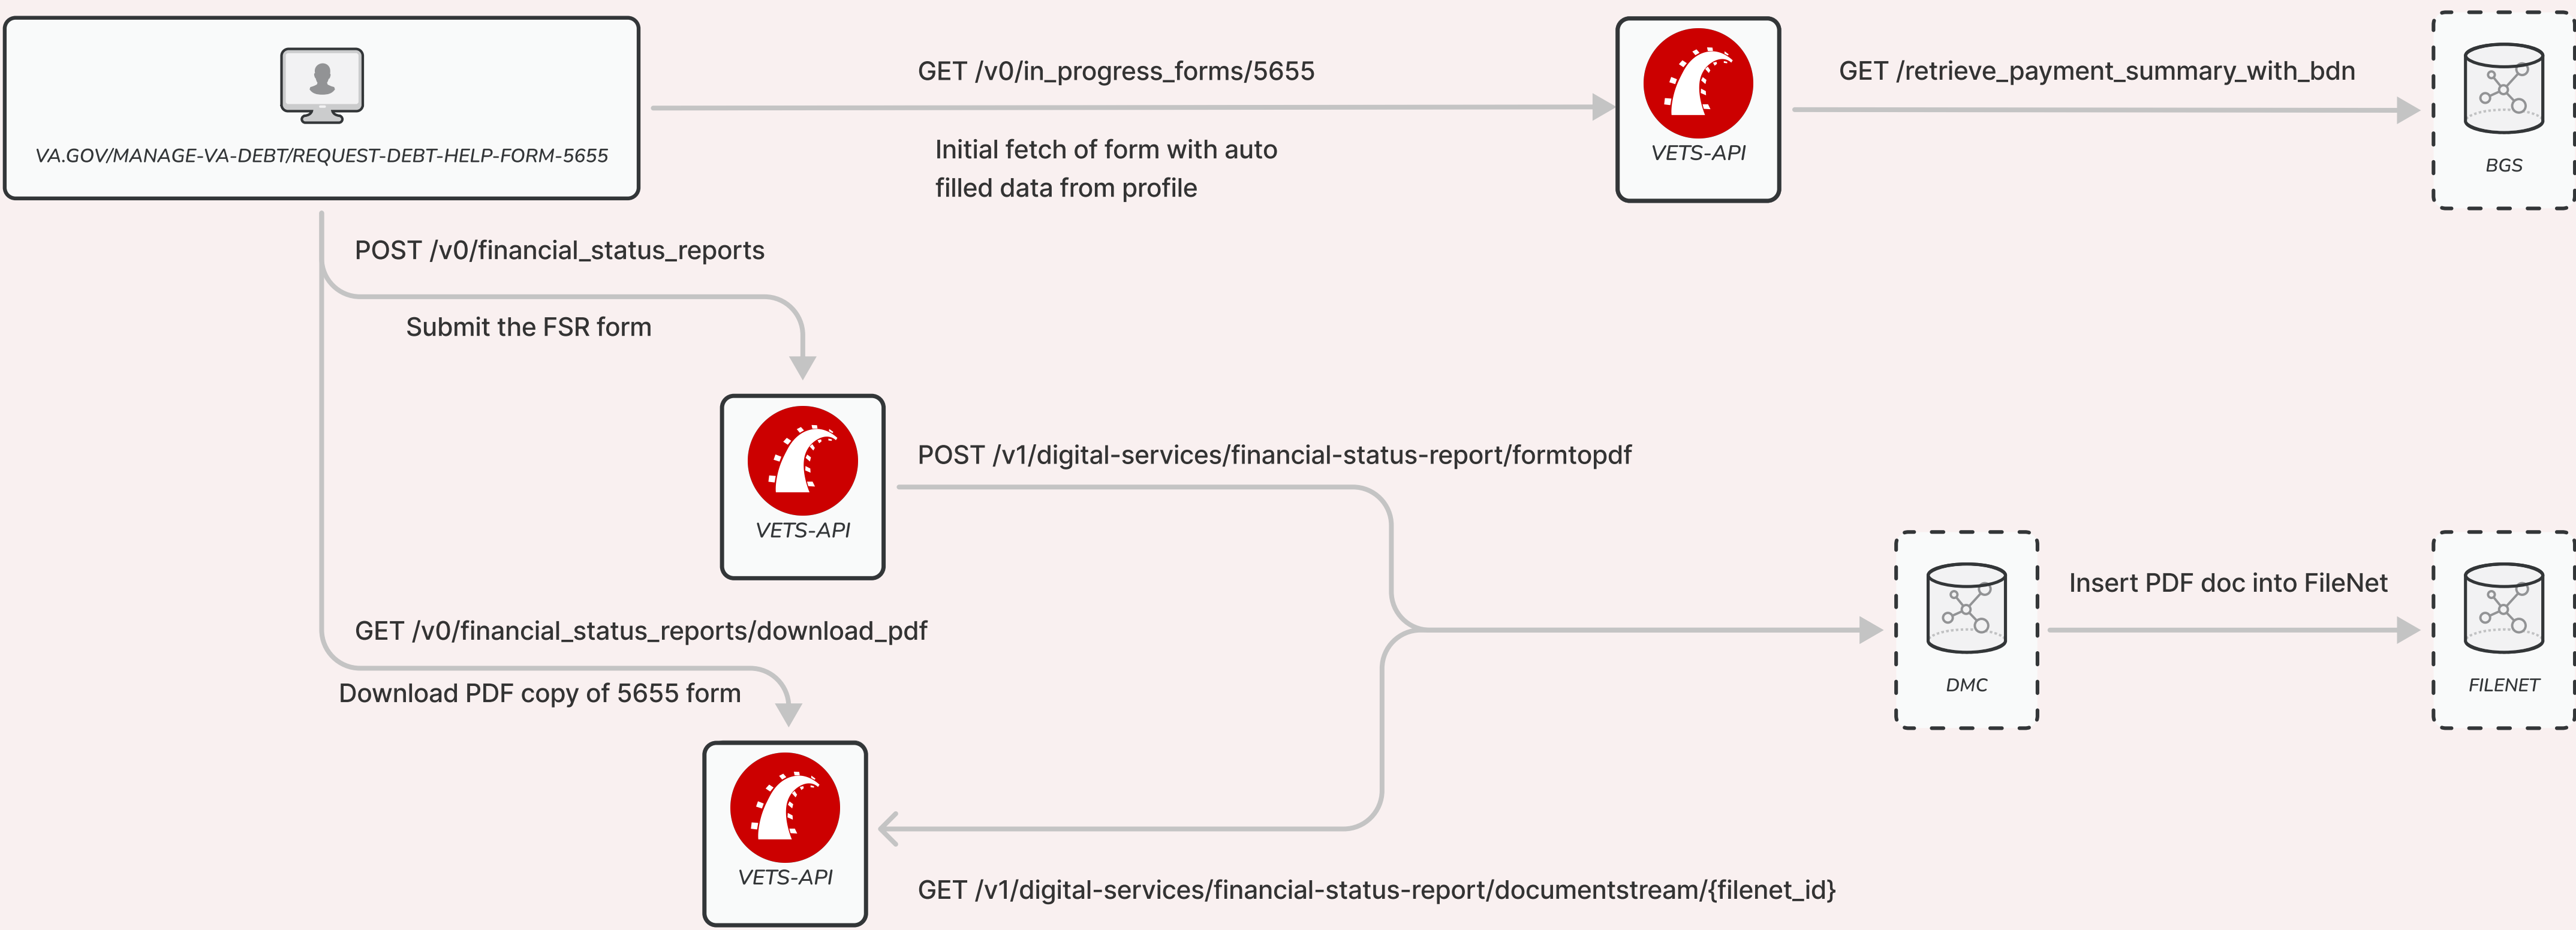 GET /v0/in_progress_forms/5655
GET /retrieve_payment_summary_with_bdn
VA.GOV/MANAGE-VA-DEBT/REQUEST-DEBT-HELP-FORM-5655
Initial fetch of form with auto
filled data from profile
VETS-API
BGS
POST /v0/financial_status_reports
Submit the FSR form
POST /v1/digital-services/financial-status-report/formtopdf
VETS-API
Insert PDF doc into FileNet
GET /v0/financial_status_reports/download_pdf
Download PDF copy of 5655 form
DMC
FILENET
VETS-API
GET /v1/digital-services/financial-status-report/documentstream/{filenet_id}